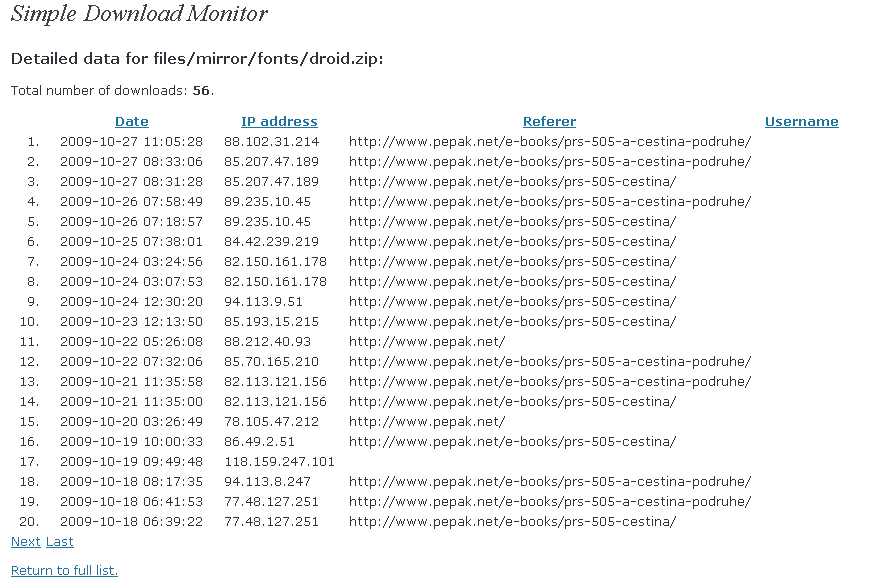 Simple Download Monitor
Detailed data for files/mirror/fonts/droid.zip:
Total number of downloads: 56.
Date IP address Referer Username
1. 2009-10-27 11:05:28 88.102.31.214 http://www.pepak.net/e-books/prs-505-a-cestina-podruhe/
2. 2009-10-27 08:33:06 85.207.47.189 http://www.pepak.net/e-books/prs-505-a-cestina-podruhe/
3. 2009-10-27 08:31:28 85.207.47.189 http://www.pepak.net/e-books/prs-505-cestina/
4. 2009-10-26 07:58:49 89.235.10.45 http://www.pepak.net/e-books/prs-505-a-cestina-podruhe/
5. 2009-10-26 07:18:57 89.235.10.45 http://www.pepak.net/e-books/prs-505-cestina/
6. 2009-10-25 07:38:01 84.42.239.219 http://www.pepak.net/e-books/prs-505-cestina/
7. 2009-10-24 03:24:56 82.150.161.178 http://www.pepak.net/e-books/prs-505-cestina/
8. 2009-10-24 03:07:53 82.150.161.178 http://www.pepak.net/e-books/prs-505-cestina/
9. 2009-10-24 12:30:20 94.113.9.51 http://www.pepak.net/e-books/prs-505-cestina/
10. 2009-10-23 12:13:50 85.193.15.215 http://www.pepak.net/e-books/prs-505-cestina/
11. 2009-10-22 05:26:08 88.212.40.93 http://www.pepak.net/
12. 2009-10-22 07:32:06 85.70.165.210 http://www.pepak.net/e-books/prs-505-a-cestina-podruhe/
13. 2009-10-21 11:35:58 82.113.121.156 http://www.pepak.net/e-books/prs-505-a-cestina-podruhe/
14. 2009-10-21 11:35:00 82.113.121.156 http://www.pepak.net/e-books/prs-505-cestina/
15. 2009-10-20 03:26:49 78.105.47.212 http://www.pepak.net/
16. 2009-10-19 10:00:33 86.49.2.51 http://www.pepak.net/e-books/prs-505-cestina/
17. 2009-10-19 09:49:48 118.159.247.101
18. 2009-10-18 08:17:35 94.113.8.247 http://www.pepak.net/e-books/prs-505-a-cestina-podruhe/
19. 2009-10-18 06:41:53 77.48.127.251 http://www.pepak.net/e-books/prs-505-a-cestina-podruhe/
20. 2009-10-18 06:39:22 77.48.127.251 http://www.pepak.net/e-books/prs-505-cestina/
Next Last
Return to full list.